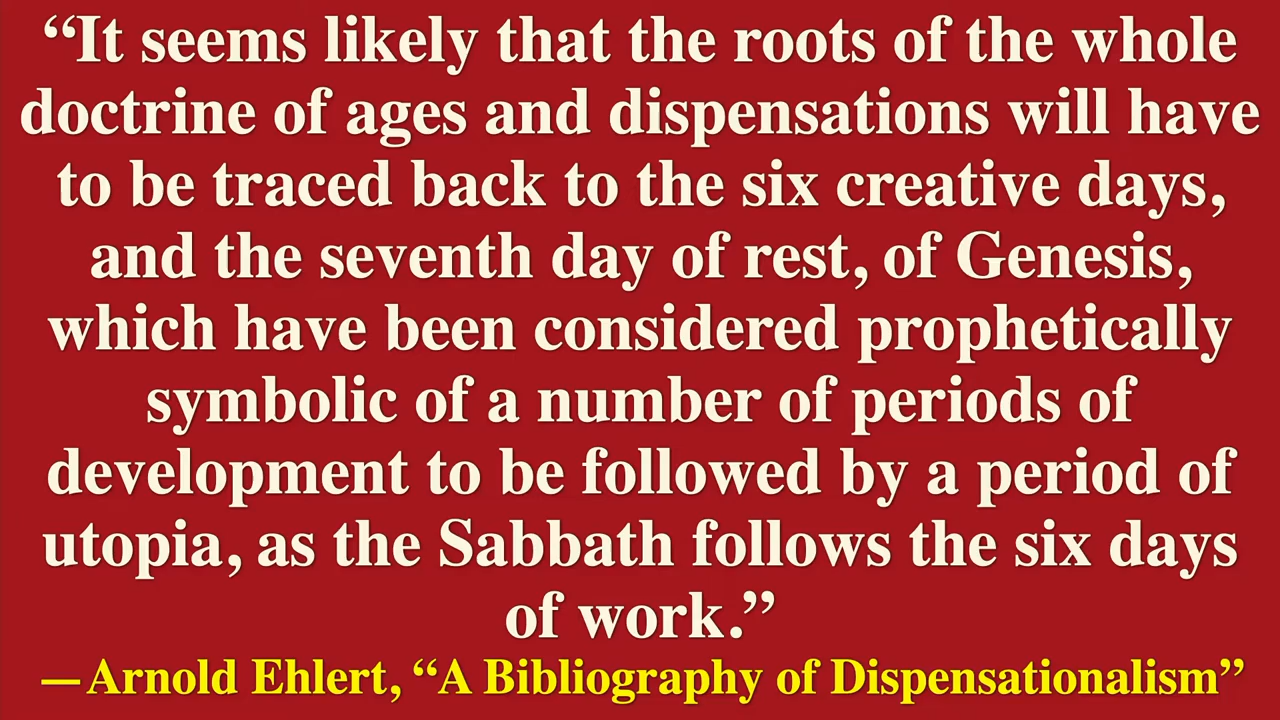 “It seems likely that the roots of the whole
doctrine of ages and dispensations will have
to be traced back to the six creative days,
and the seventh day of rest, of Genesis,
which have been considered prophetically
symbolic of a number of periods of
development to be followed by a period of
utopia, as the Sabbath follows the six days
of work.”
—Arnold Ehlert, “A Bibliography of Dispensationalism”